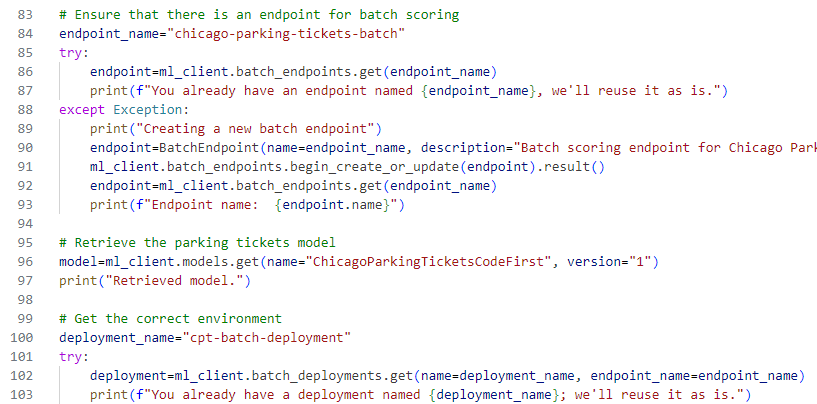 83 # Ensure that there is an endpoint for batch scoring
84 endpoint_name="chicago-parking-tickets-batch"
85 try:
86     endpoint=ml_client.batch_endpoints.get(endpoint_name)
87     print(f"You already have an endpoint named {endpoint_name}, we'll reuse it as is.")
88 except Exception:
89     print("Creating a new batch endpoint")
90     endpoint=BatchEndpoint(name=endpoint_name, description="Batch scoring endpoint for Chicago Park
91     ml_client.batch_endpoints.begin_create_or_update(endpoint).result()
92     endpoint=ml_client.batch_endpoints.get(endpoint_name)
93     print(f"Endpoint name:  {endpoint.name}")
94
95 # Retrieve the parking tickets model
96 model=ml_client.models.get(name="ChicagoParkingTicketsCodeFirst", version="1")
97 print("Retrieved model.")
98
99 # Get the correct environment
100 deployment_name="cpt-batch-deployment"
101 try:
102     deployment=ml_client.batch_deployments.get(name=deployment_name, endpoint_name=endpoint_name)
103     print(f"You already have a deployment named {deployment_name}; we'll reuse it as is.")